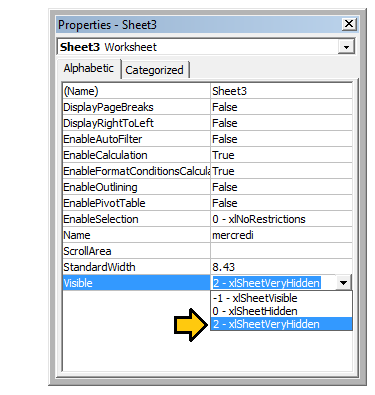 Properties - Sheet3
Sheet3 Worksheet
Alphabetic Categorized
(Name) Sheet3
DisplayPageBreaks False
DisplayRightToLeft False
EnableAutoFilter False
EnableCalculation True
EnableFormatConditionsCalcula True
EnableOutlining False
EnablePivotTable False
EnableSelection 0 - xlNoRestrictions
Name mercredi
ScrollArea
StandardWidth 8.43
Visible 2 - xlSheetVeryHidden
-1 - xlSheetVisible
0 - xlSheetHidden
2 - xlSheetVeryHidden